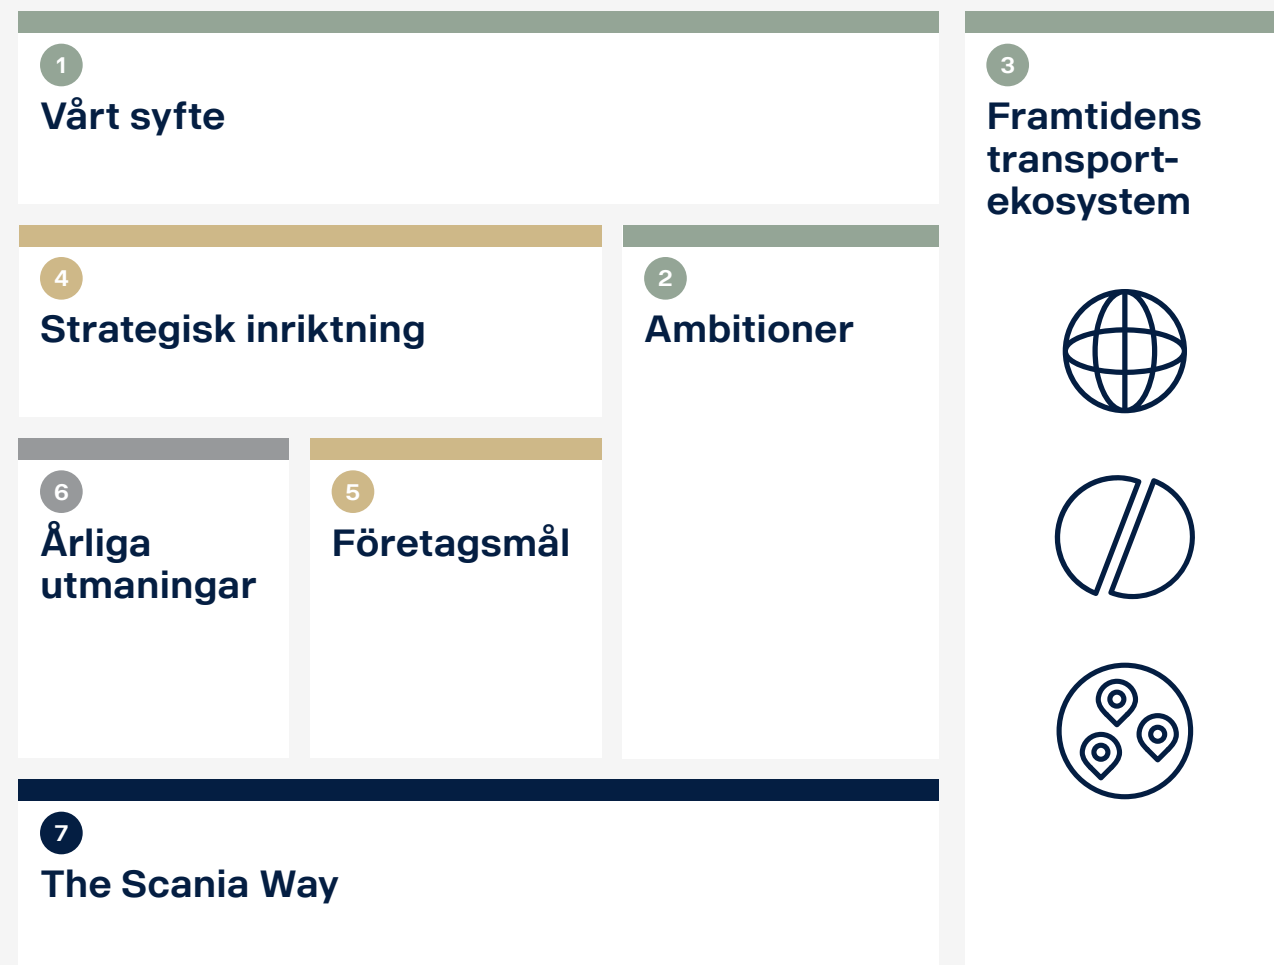 1
Vårt syfte
3
Framtidens
transport-
ekosystem
4
Strategisk inriktning
2
Ambitioner
6
Årliga
utmaningar
5
Företagsmål
7
The Scania Way